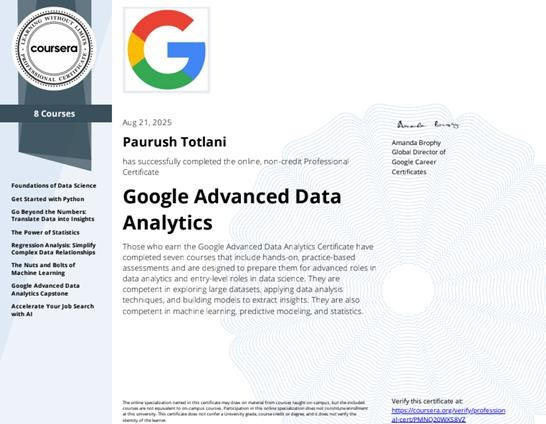 LEARNING WITHOUT LIMITS
coursera
PROFESSIONAL CERTIFICATE
8 Courses
Foundations of Data Science
Get Started with Python
Go Beyond the Numbers:
Translate Data into Insights
The Power of Statistics
Regression Analysis: Simplify
Complex Data Relationships
The Nuts and Bolts of
Machine Learning
Google Advanced Data
Analytics Capstone
Accelerate Your Job Search
with AI
G
Aug 21, 2025
Paurush Totlani
has successfully completed the online, non-credit Professional
Certificate
Google Advanced Data
Analytics
Those who earn the Google Advanced Data Analytics Certificate have
completed seven courses that include hands-on, practice-based
assessments and are designed to prepare them for advanced roles in
data analytics and entry-level roles in data science. They are
competent in exploring large datasets, applying data analysis
techniques, and building models to extract insights. They are also
competent in machine learning, predictive modeling, and statistics.
The online specialization named in this certificate may draw on material from courses taught on-campus, but the included
courses are not equivalent to on-campus courses. Participation in this online specialization does not constitute enrollment
at this university. This certificate does not confer a University grade, course credit or degree, and it does not verify the
identity of the learner.
Amanda Brophy
Amanda Brophy
Global Director of
Google Career
Certificates
Verify this certificate at:
https://coursera.org/verify/profession
al-cert/PMNQ20WXS8VZ